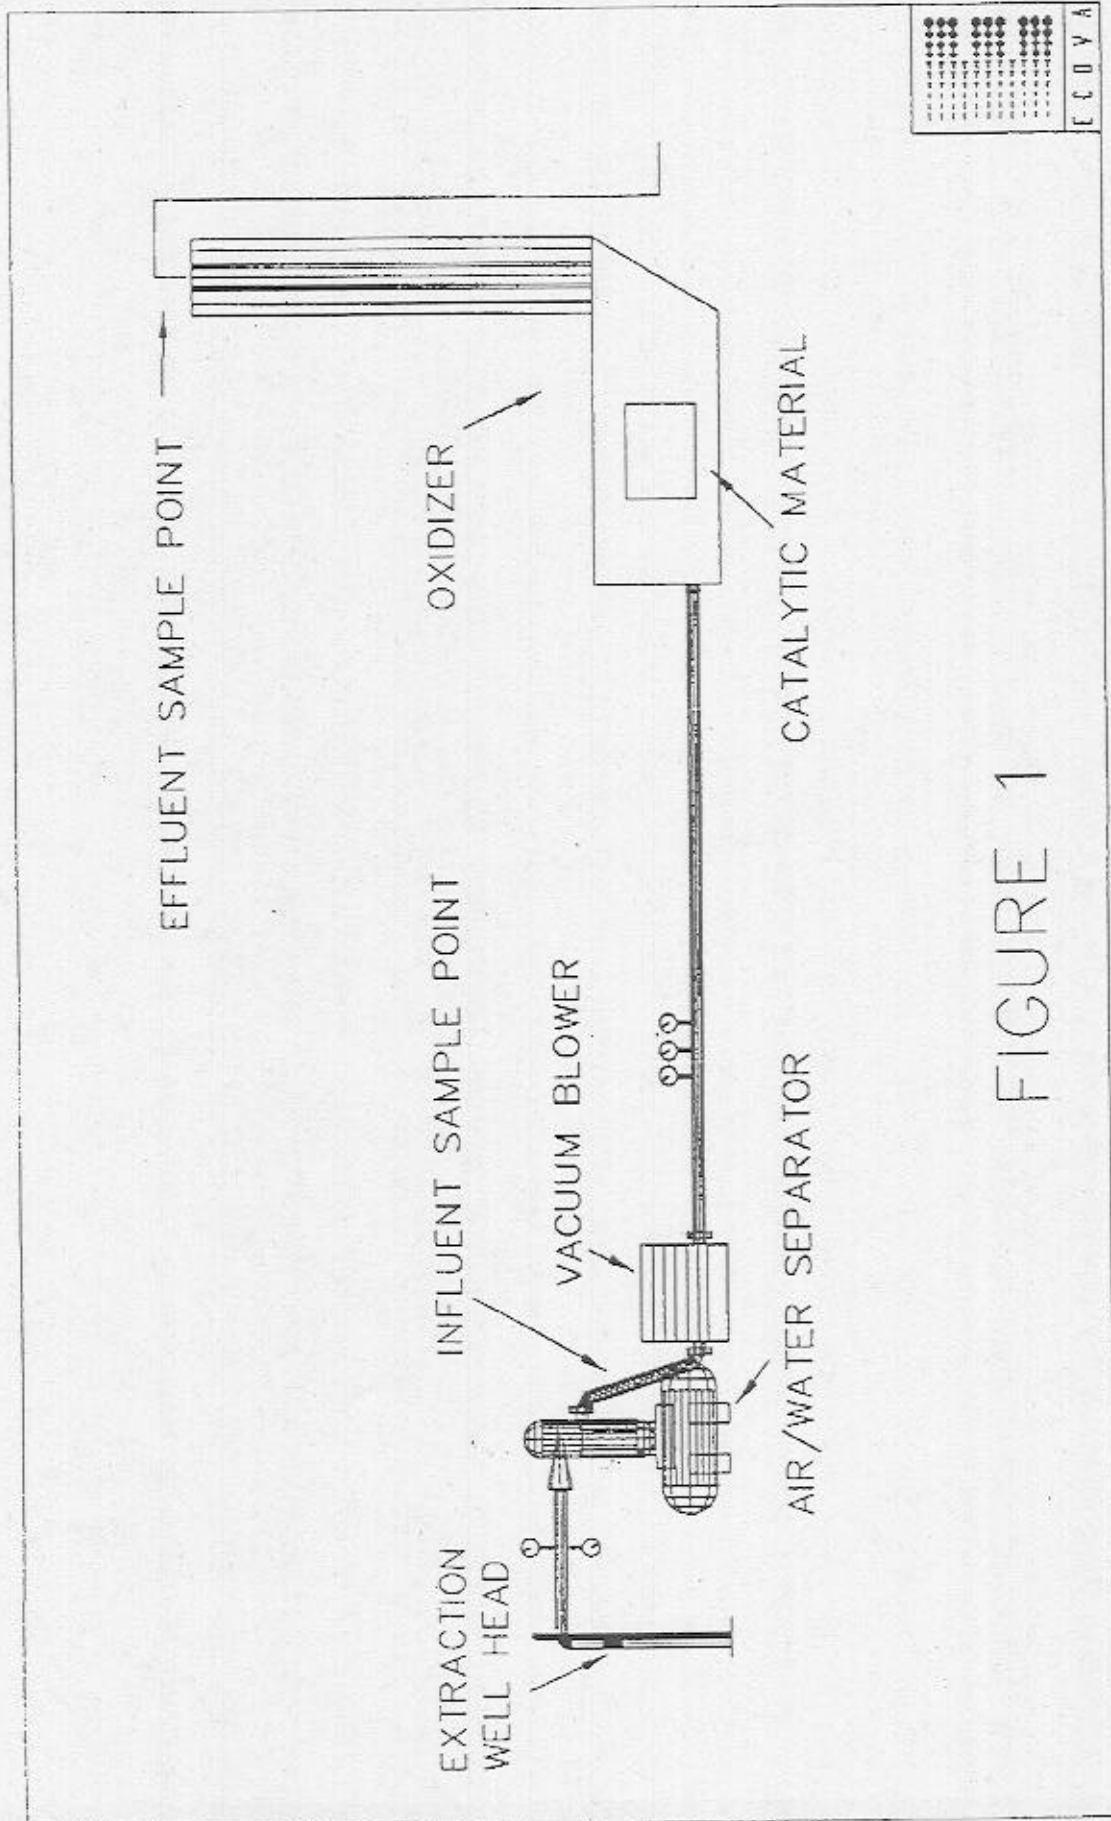 EFFLUENT SAMPLE POINT
OXIDIZER
INFLUENT SAMPLE POINT
VACUUM BLOWER
EXTRACTION
WELL HEAD
CATALYTIC MATERIAL
AIR/WATER SEPARATOR
FIGURE 1
ECOVA